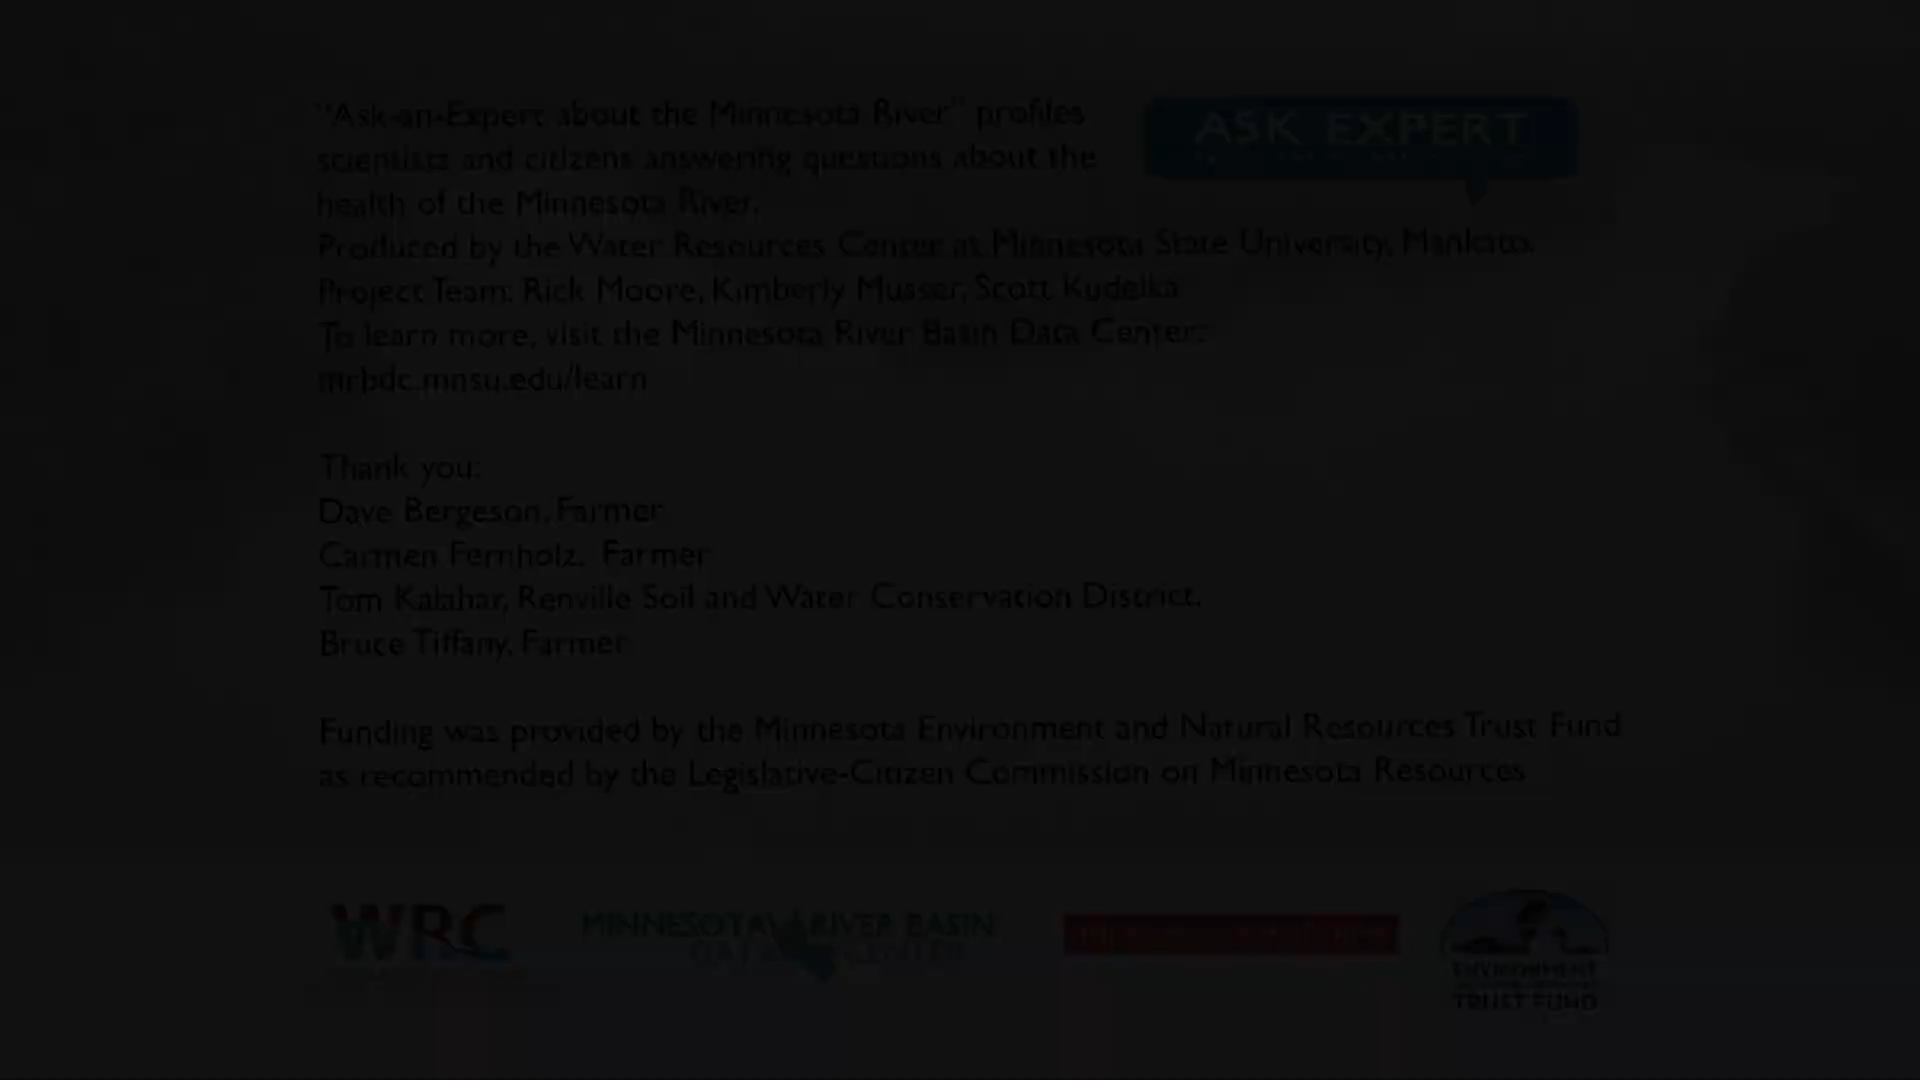 "Ask-an-Expert about the Minnesota River" profiles
scientists and citizens answering questions about the
health of the Minnesota River.
ASK EXPERT
Produced by the Water Resources Center at Minnesota State University, Mankato.
Project Team: Rick Moore, Kimberly Musser, Scott Kudelka
To learn more, visit the Minnesota River Basin Data Center:
mrbdc.mnsu.edu/learn
Thank you:
Dave Bergeson, Farmer
Carmen Fernholz, Farmer
Tom Kalahar, Renville Soil and Water Conservation District,
Bruce Tiffany, Farmer
Funding was provided by the Minnesota Environment and Natural Resources Trust Fund
as recommended by the Legislative-Citizen Commission on Minnesota Resources
WRC
MINNESOTA RIVER BASIN
DATA CENTER
ENVIRONMENT
TRUST FUND